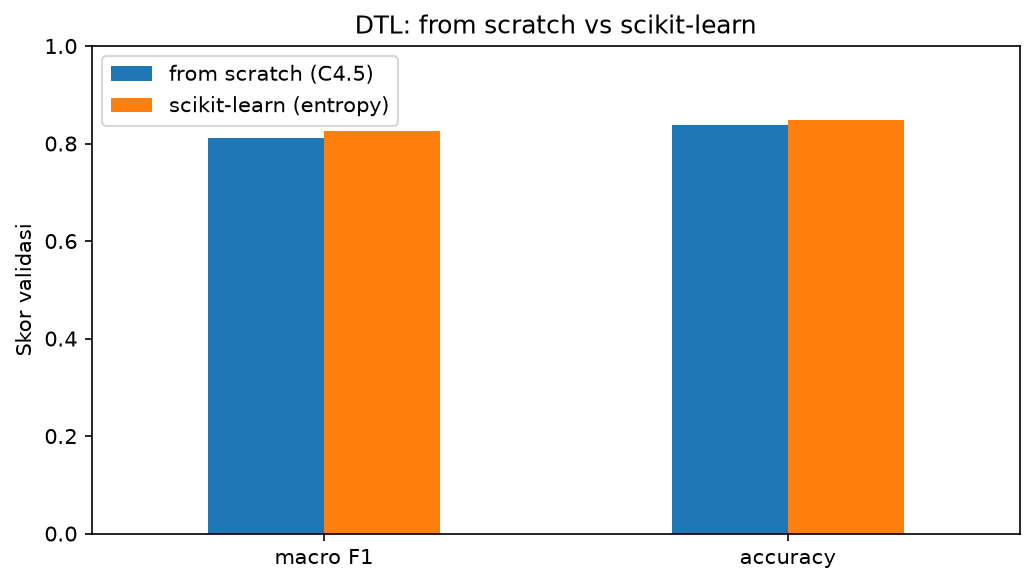 DTL: from scratch vs scikit-learn
from scratch (C4.5)
scikit-learn (entropy)
Skor validasi
1.0
0.8
0.6
0.4
0.2
0.0
macro F1
accuracy